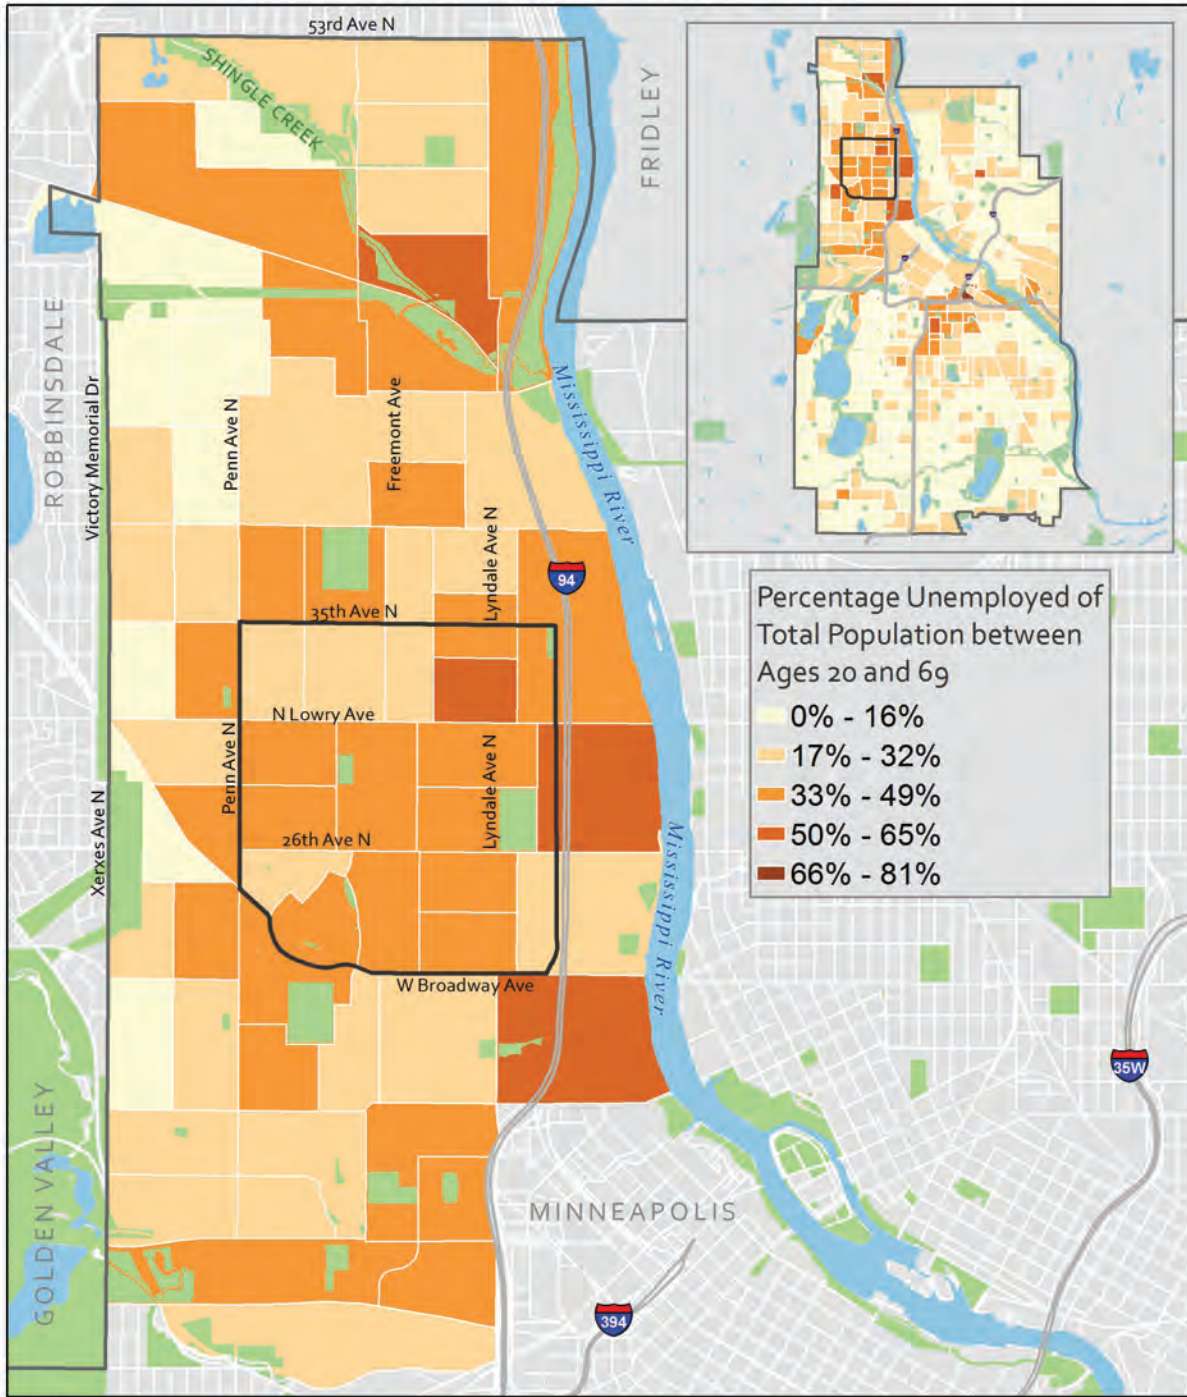 53rd Ave N
SHINGLE CREEK
FRIDLEY
ROBBINSDALE
Victory Memorial Dr
Penn Ave N
Freemont Ave
Mississippi River
Lyndale Ave N
94
35th Ave N
N Lowry Ave
Penn Ave N
Lyndale Ave N
26th Ave N
Xerxes Ave N
Mississippi River
W Broadway Ave
GOLDEN VALLEY
MINNEAPOLIS
35W
394
Percentage Unemployed of
Total Population between
Ages 20 and 69
0% - 16%
17% - 32%
33% - 49%
50% - 65%
66% - 81%